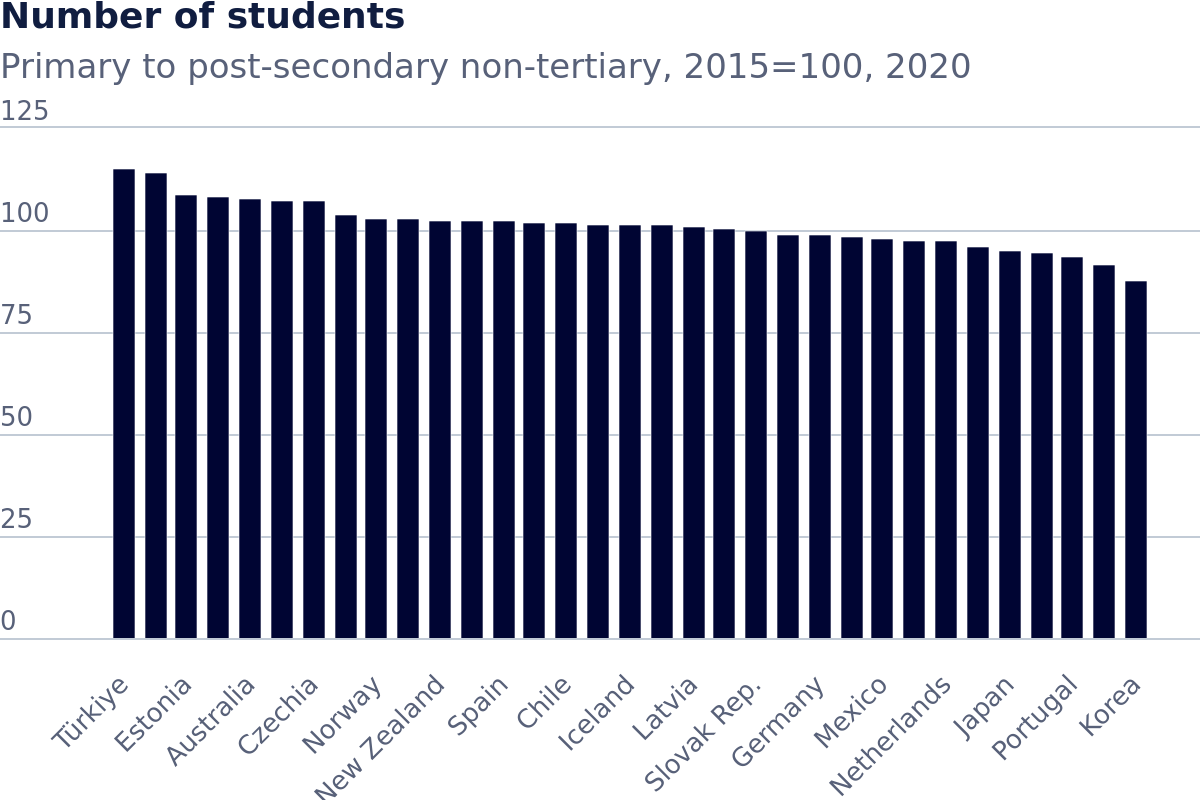 Number of students
Primary to post-secondary non-tertiary, 2015=100, 2020
125
100
75
50
25
0
Türkiye
Estonia
Australia
Czechia
Norway
New Zealand
Spain
Chile
Iceland
Latvia
Slovak Rep.
Germany
Mexico
Netherlands
Japan
Portugal
Korea